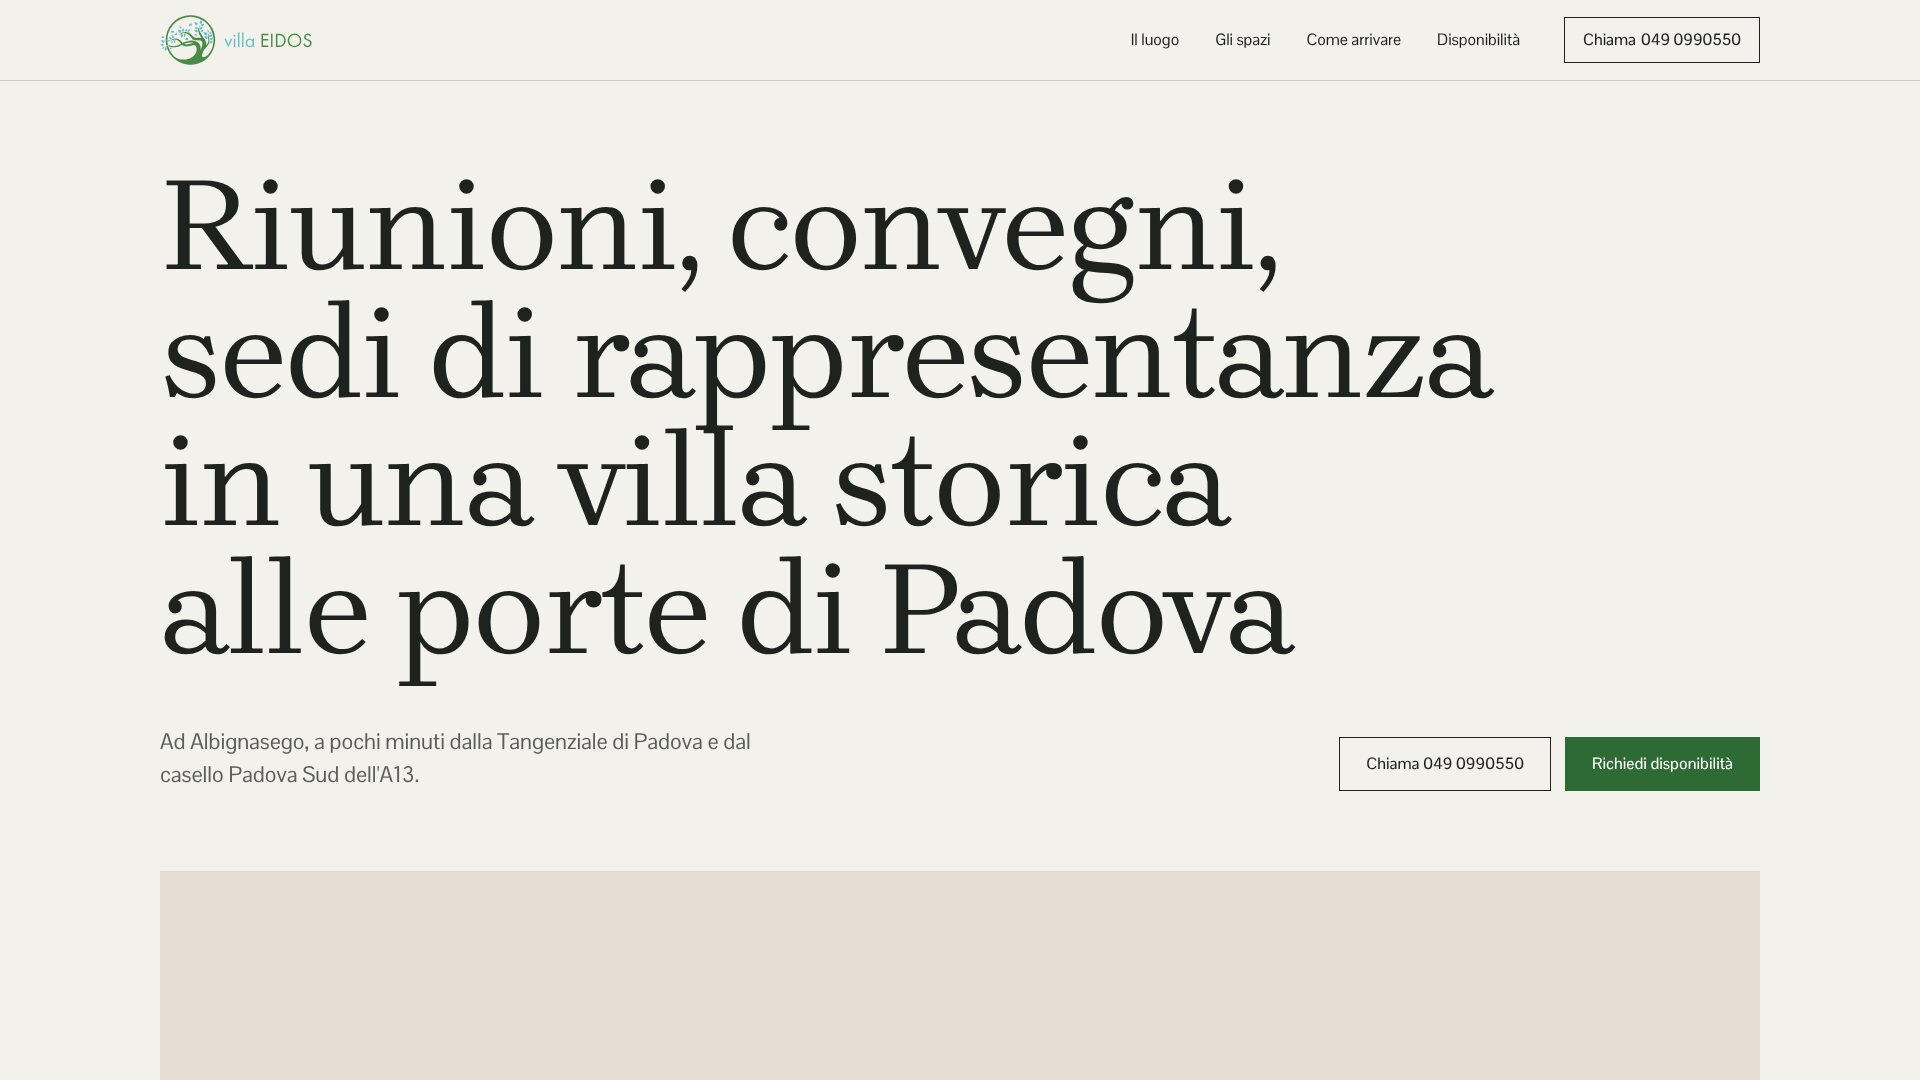 villa EIDOS
Il luogo
Gli spazi
Come arrivare
Disponibilità
Chiama 049 0990550
Riunioni, convegni,
sedi di rappresentanza
in una villa storica
alle porte di Padova
Ad Albignasego, a pochi minuti dalla Tangenziale di Padova e dal
casello Padova Sud dell'A13.
Chiama 049 0990550
Richiedi disponibilità